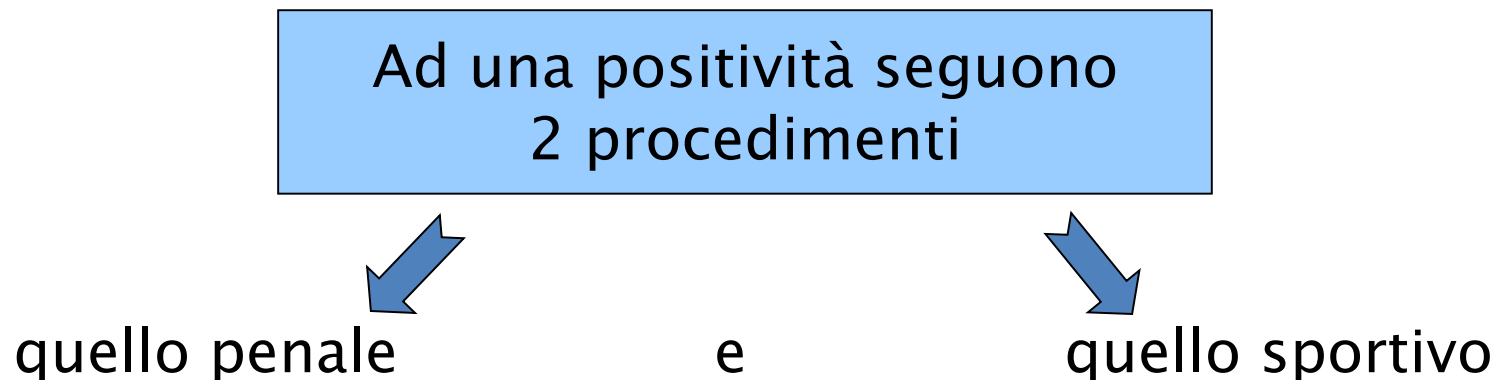 Ad una positività seguono
2 procedimenti
quello penale e quello sportivo